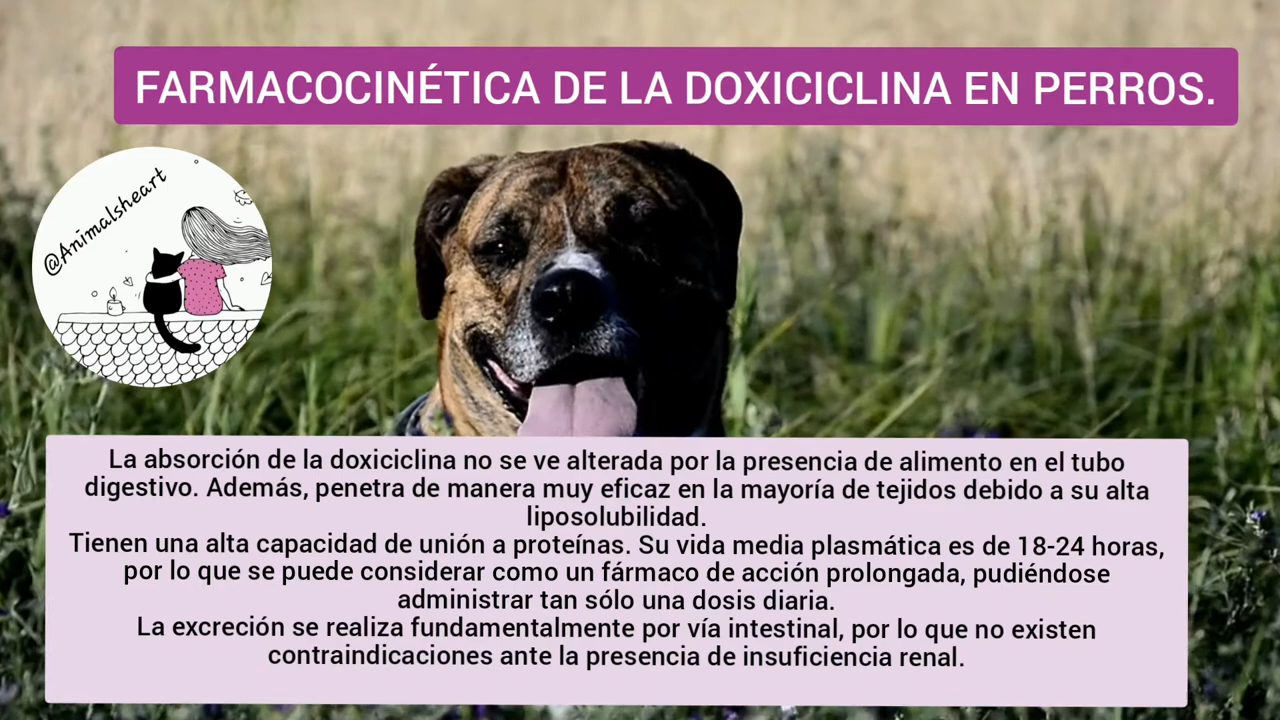 FARMACOCINÉTICA DE LA DOXICICLINA EN PERROS.
@Animalsheart
La absorción de la doxiciclina no se ve alterada por la presencia de alimento en el tubo
digestivo. Además, penetra de manera muy eficaz en la mayoría de tejidos debido a su alta
liposolubilidad.
Tienen una alta capacidad de unión a proteínas. Su vida media plasmática es de 18-24 horas,
por lo que se puede considerar como un fármaco de acción prolongada, pudiéndose
administrar tan sólo una dosis diaria.
La excreción se realiza fundamentalmente por vía intestinal, por lo que no existen
contraindicaciones ante la presencia de insuficiencia renal.